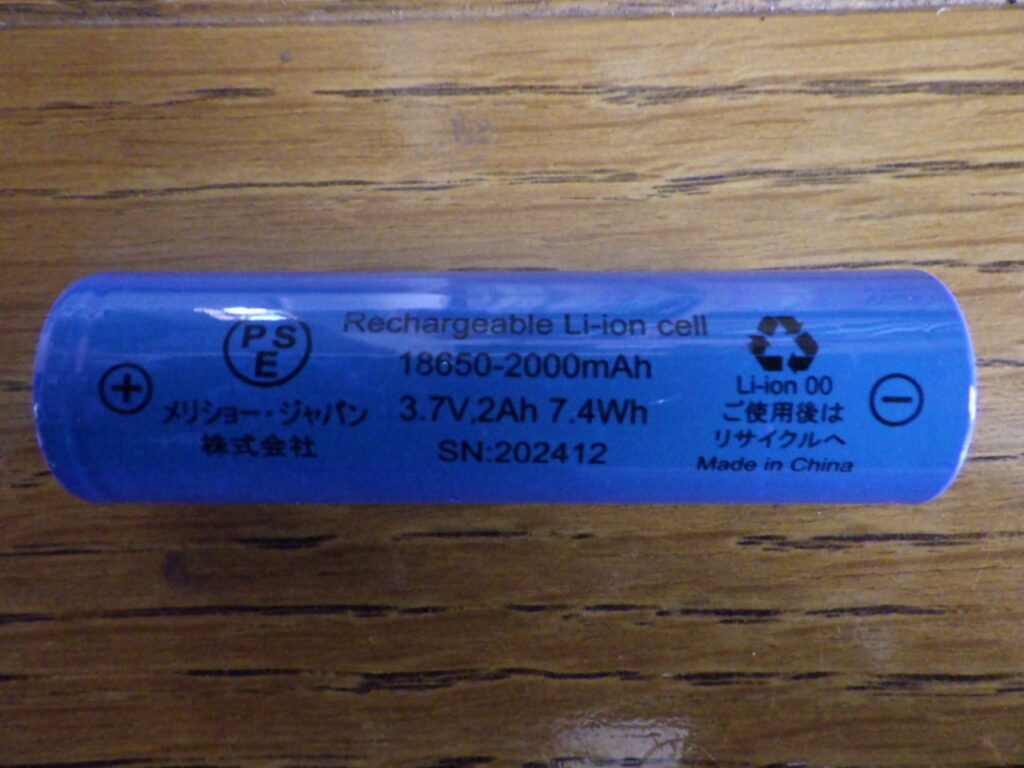 PSE
メリショー・ジャパン
株式会社
Rechargeable Li-ion cell
18650-2000mAh
3.7V,2Ah 7.4Wh
SN:202412
Li-ion 00
ご使用後は
リサイクルへ
Made in China